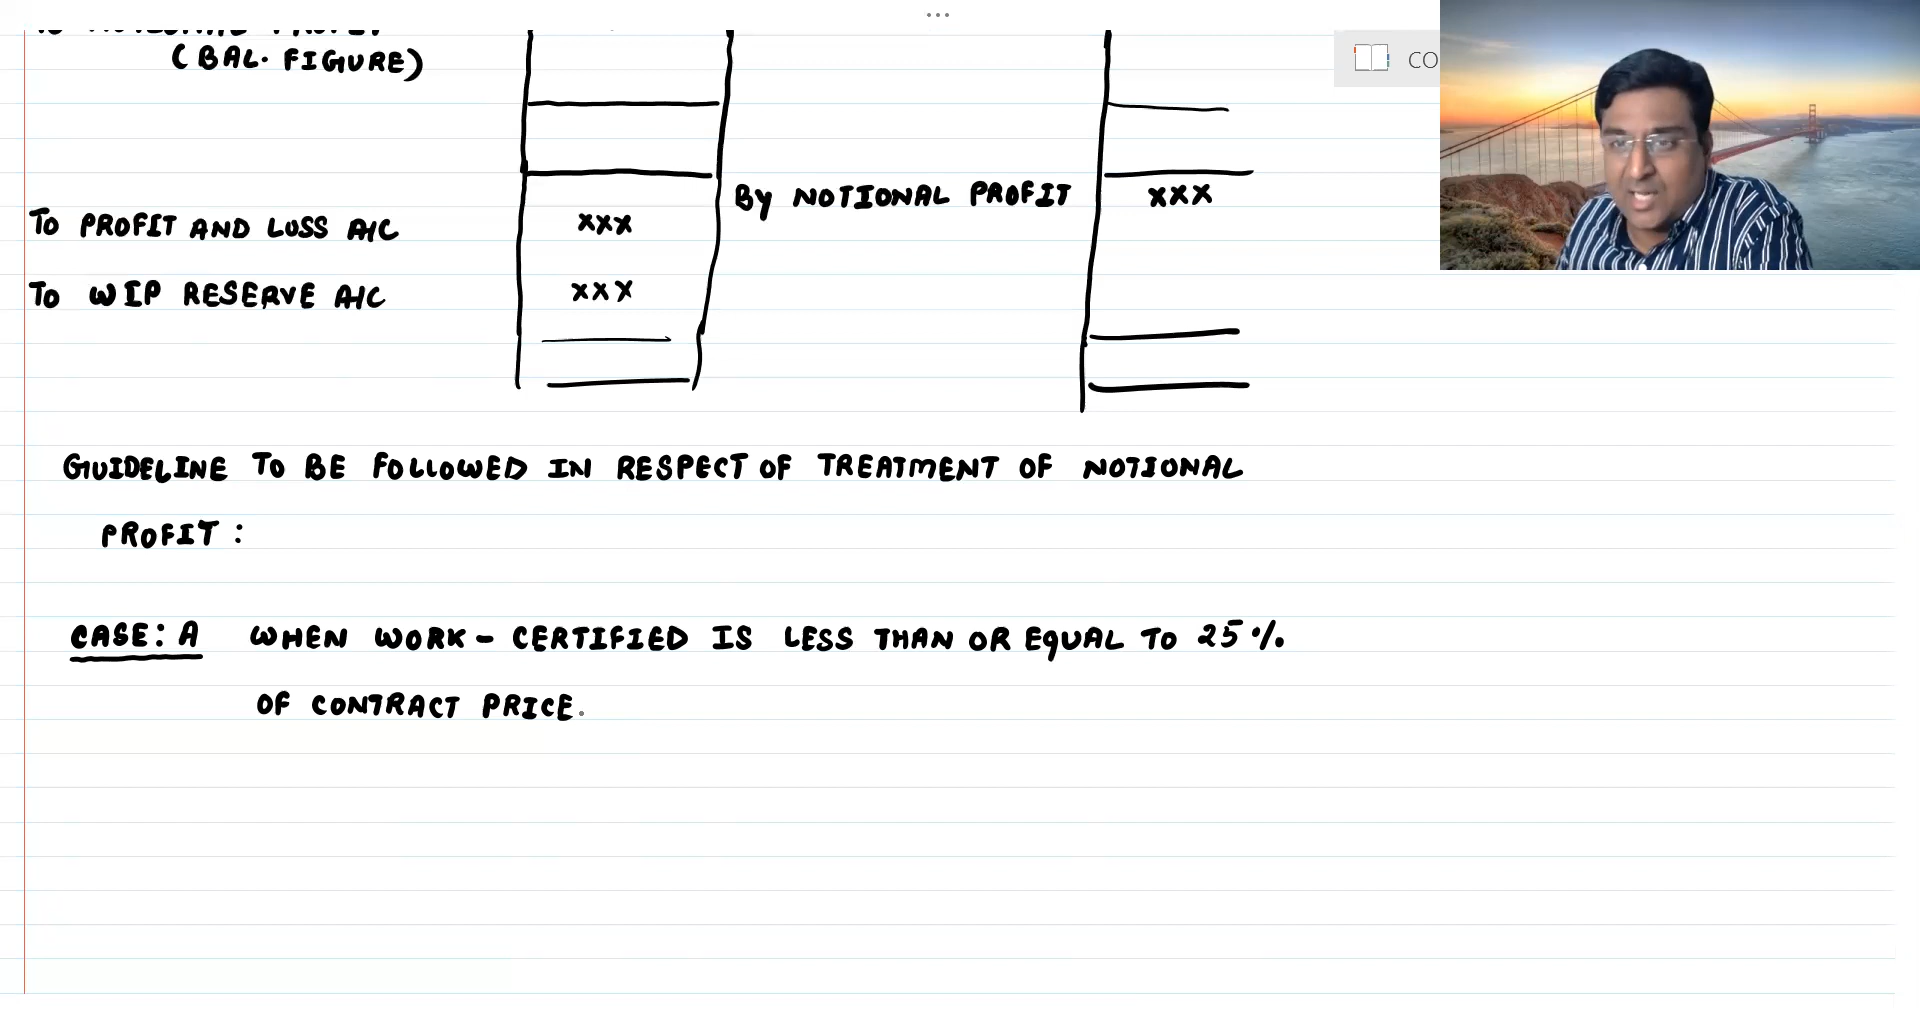 (BAL. FIGURE)
CO
By NOTIONAL PROFIT xxx
To PROFIT AND LOSS A/C xxx
To WIP RESERVE A/C xxx
GUIDELINE TO BE FOLLOWED IN RESPECT OF TREATMENT OF NOTIONAL
PROFIT :
CASE: A WHEN WORK - CERTIFIED IS LESS THAN OR EQUAL TO 25%
OF CONTRACT PRICE.